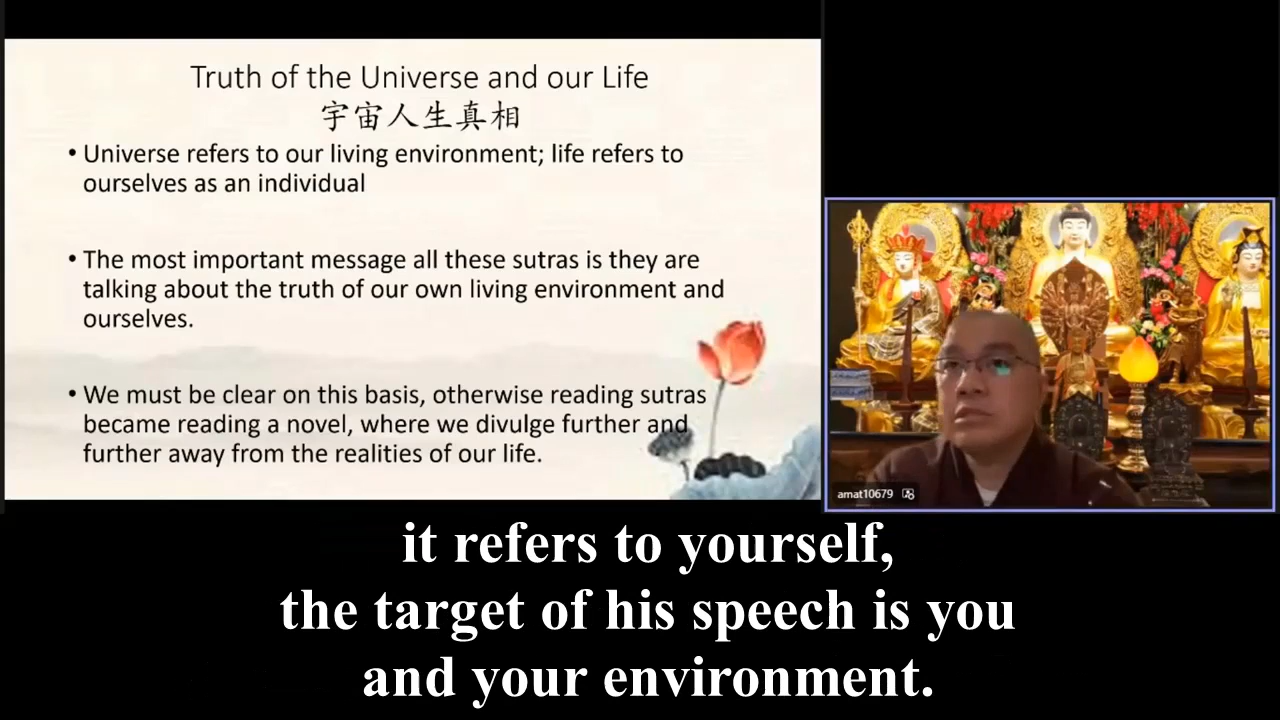 Truth of the Universe and our Life
宇宙人生真相
• Universe refers to our living environment; life refers to
ourselves as an individual
• The most important message all these sutras is they are
talking about the truth of our own living environment and
ourselves.
• We must be clear on this basis, otherwise reading sutras
became reading a novel, where we divulge further and
further away from the realities of our life.
amat10679
it refers to yourself,
the target of his speech is you
and your environment.